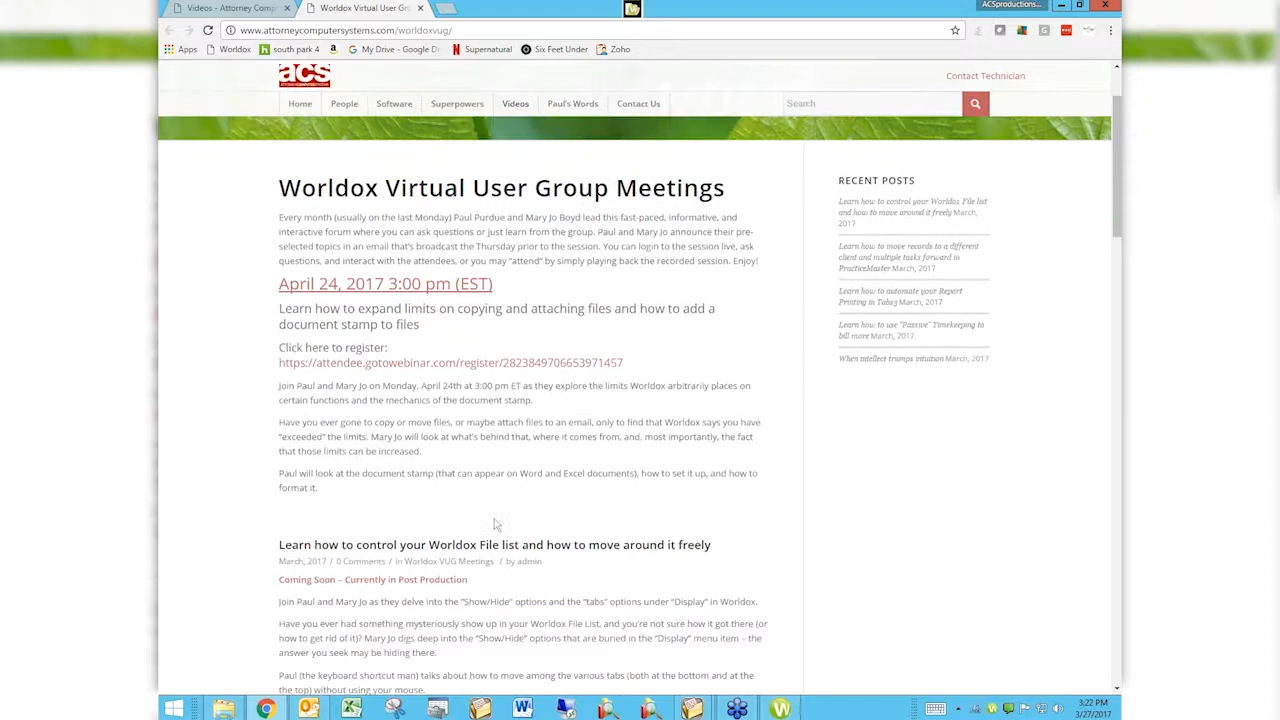 Videos - Attorney Comp
Worldox Virtual User Gr
ACSproductions...
www.attorneycomputersystems.com/worldoxvug/
Apps Worldox south park 4 My Drive - Google D Supernatural Six Feet Under Zoho
acs
Contact Technician
Home People Software Superpowers Videos Paul's Words Contact Us Search
Worldox Virtual User Group Meetings
Every month (usually on the last Monday) Paul Purdue and Mary Jo Boyd lead this fast-paced, informative, and
interactive forum where you can ask questions or just learn from the group. Paul and Mary Jo announce their pre-
selected topics in an email that's broadcast the Thursday prior to the session. You can login to the session live, ask
questions, and interact with the attendees, or you may "attend" by simply playing back the recorded session. Enjoy!
April 24, 2017 3:00 pm (EST)
Learn how to expand limits on copying and attaching files and how to add a
document stamp to files
Click here to register:
https://attendee.gotowebinar.com/register/2823849706653971457
Join Paul and Mary Jo on Monday, April 24th at 3:00 pm ET as they explore the limits Worldox arbitrarily places on
certain functions and the mechanics of the document stamp.
Have you ever gone to copy or move files, or maybe attach files to an email, only to find that Worldox says you have
"exceeded" the limits. Mary Jo will look at what's behind that, where it comes from, and, most importantly, the fact
that those limits can be increased.
Paul will look at the document stamp (that can appear on Word and Excel documents), how to set it up, and how to
format it.
Learn how to control your Worldox File list and how to move around it freely
March, 2017 / 0 Comments / in Worldox VUG Meetings / by admin
Coming Soon – Currently in Post Production
Join Paul and Mary Jo as they delve into the "Show/Hide" options and the "tabs" options under "Display" in Worldox.
Have you ever had something mysteriously show up in your Worldox File List, and you're not sure how it got there (or
how to get rid of it)? Mary Jo digs deep into the "Show/Hide" options that are buried in the "Display" menu item – the
answer you seek may be hiding there.
Paul (the keyboard shortcut man) talks about how to move among the various tabs (both at the bottom and at the
the top) without using your mouse.
RECENT POSTS
Learn how to control your Worldox File list
and how to move around it freely March,
2017
Learn how to move records to a different
client and multiple tasks forward in
PracticeMaster March, 2017
Learn how to automate your Report
Printing in Tabs3 March, 2017
Learn how to use "Passive" Timekeeping to
bill more March, 2017
When intellect trumps intuition March, 2017
3:22 PM
3/27/2017